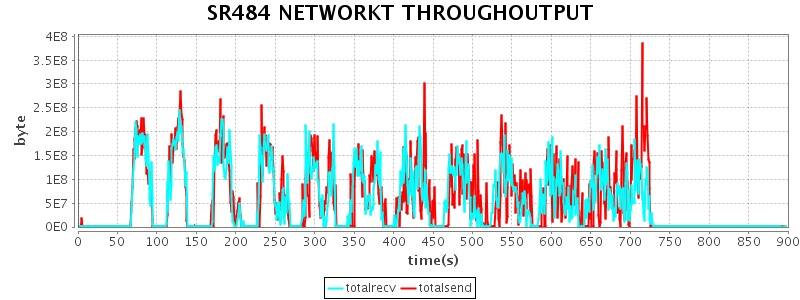 SR484 NETWORKT THROUGHOUTPUT
4E8
3.5E8
3E8
2.5E8
2E8
1.5E8
1E8
5E7
0E0
byte
0 50 100 150 200 250 300 350 400 450 500 550 600 650 700 750 800 850 900
time(s)
totalrecv totalsend